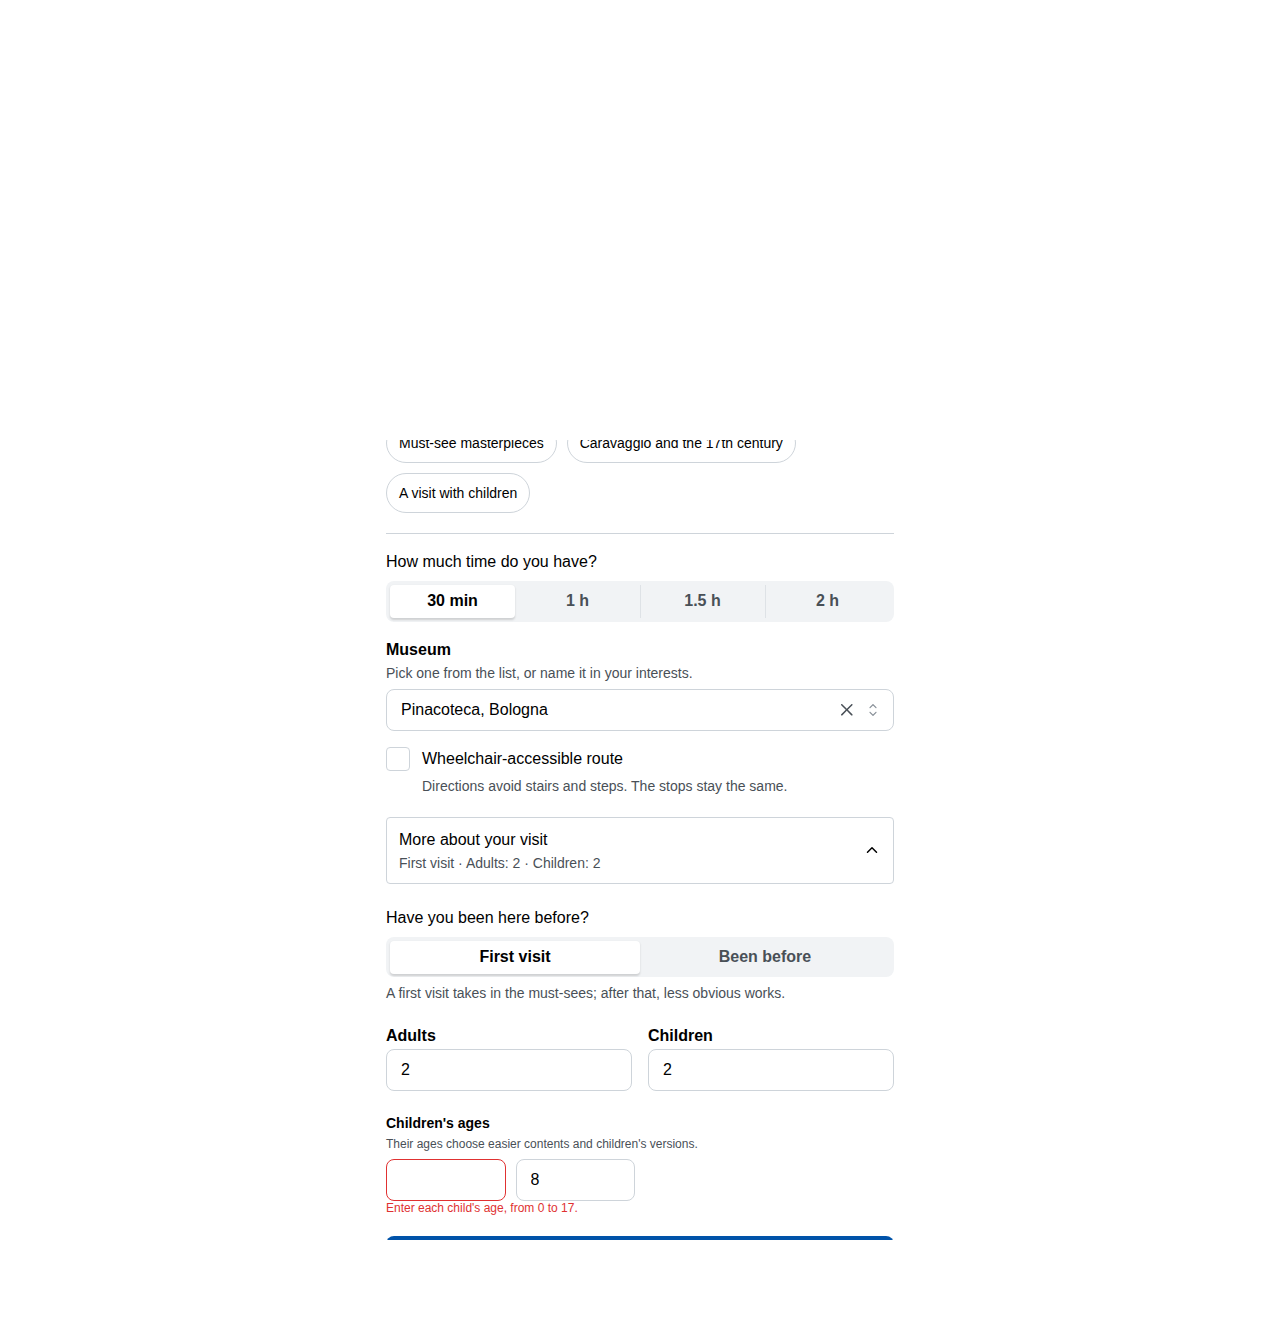 Must-see masterpieces
Caravaggio and the 17th century
A visit with children
How much time do you have?
30 min
1 h
1.5 h
2 h
Museum
Pick one from the list, or name it in your interests.
Pinacoteca, Bologna
Wheelchair-accessible route
Directions avoid stairs and steps. The stops stay the same.
More about your visit
First visit · Adults: 2 · Children: 2
Have you been here before?
First visit
Been before
A first visit takes in the must-sees; after that, less obvious works.
Adults
Children
2
2
Children's ages
Their ages choose easier contents and children's versions.
8
Enter each child's age, from 0 to 17.